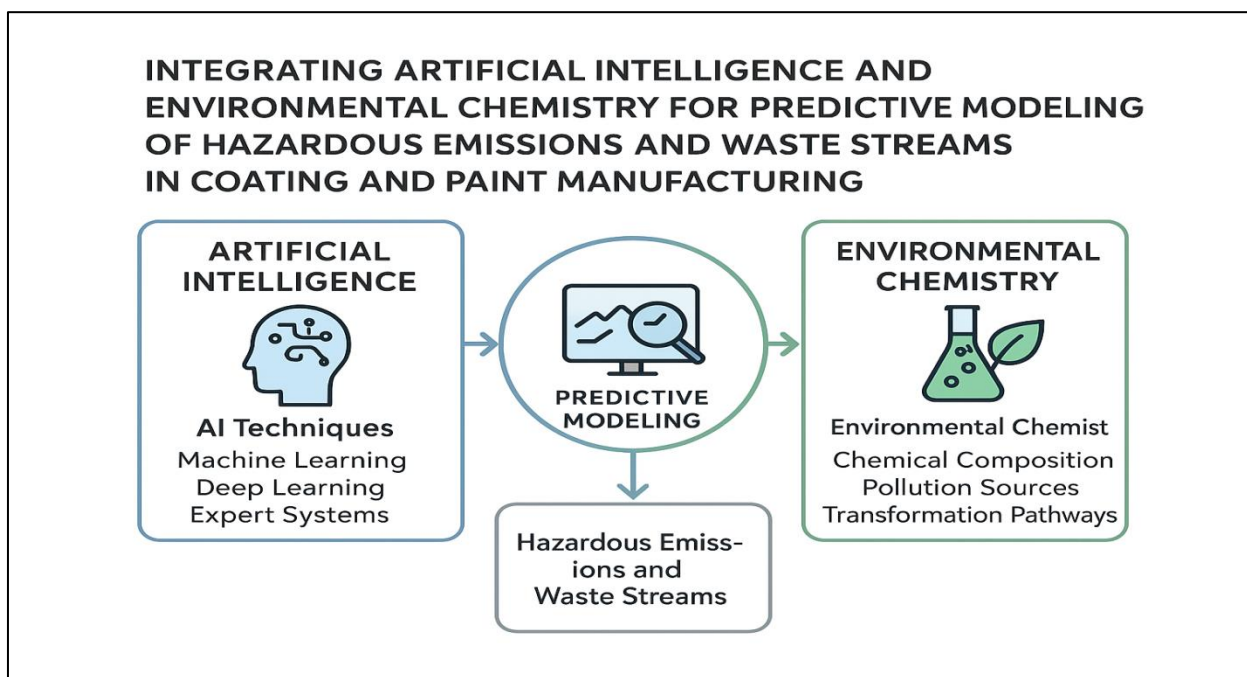 INTEGRATING ARTIFICIAL INTELLIGENCE AND
ENVIRONMENTAL CHEMISTRY FOR PREDICTIVE MODELING
OF HAZARDOUS EMISSIONS AND WASTE STREAMS
IN COATING AND PAINT MANUFACTURING
ARTIFICIAL
INTELLIGENCE
AI Techniques
Machine Learning
Deep Learning
Expert Systems
PREDICTIVE
MODELING
Hazardous Emiss-
ions and
Waste Streams
ENVIRONMENTAL
CHEMISTRY
Environmental Chemist
Chemical Composition
Pollution Sources
Transformation Pathways